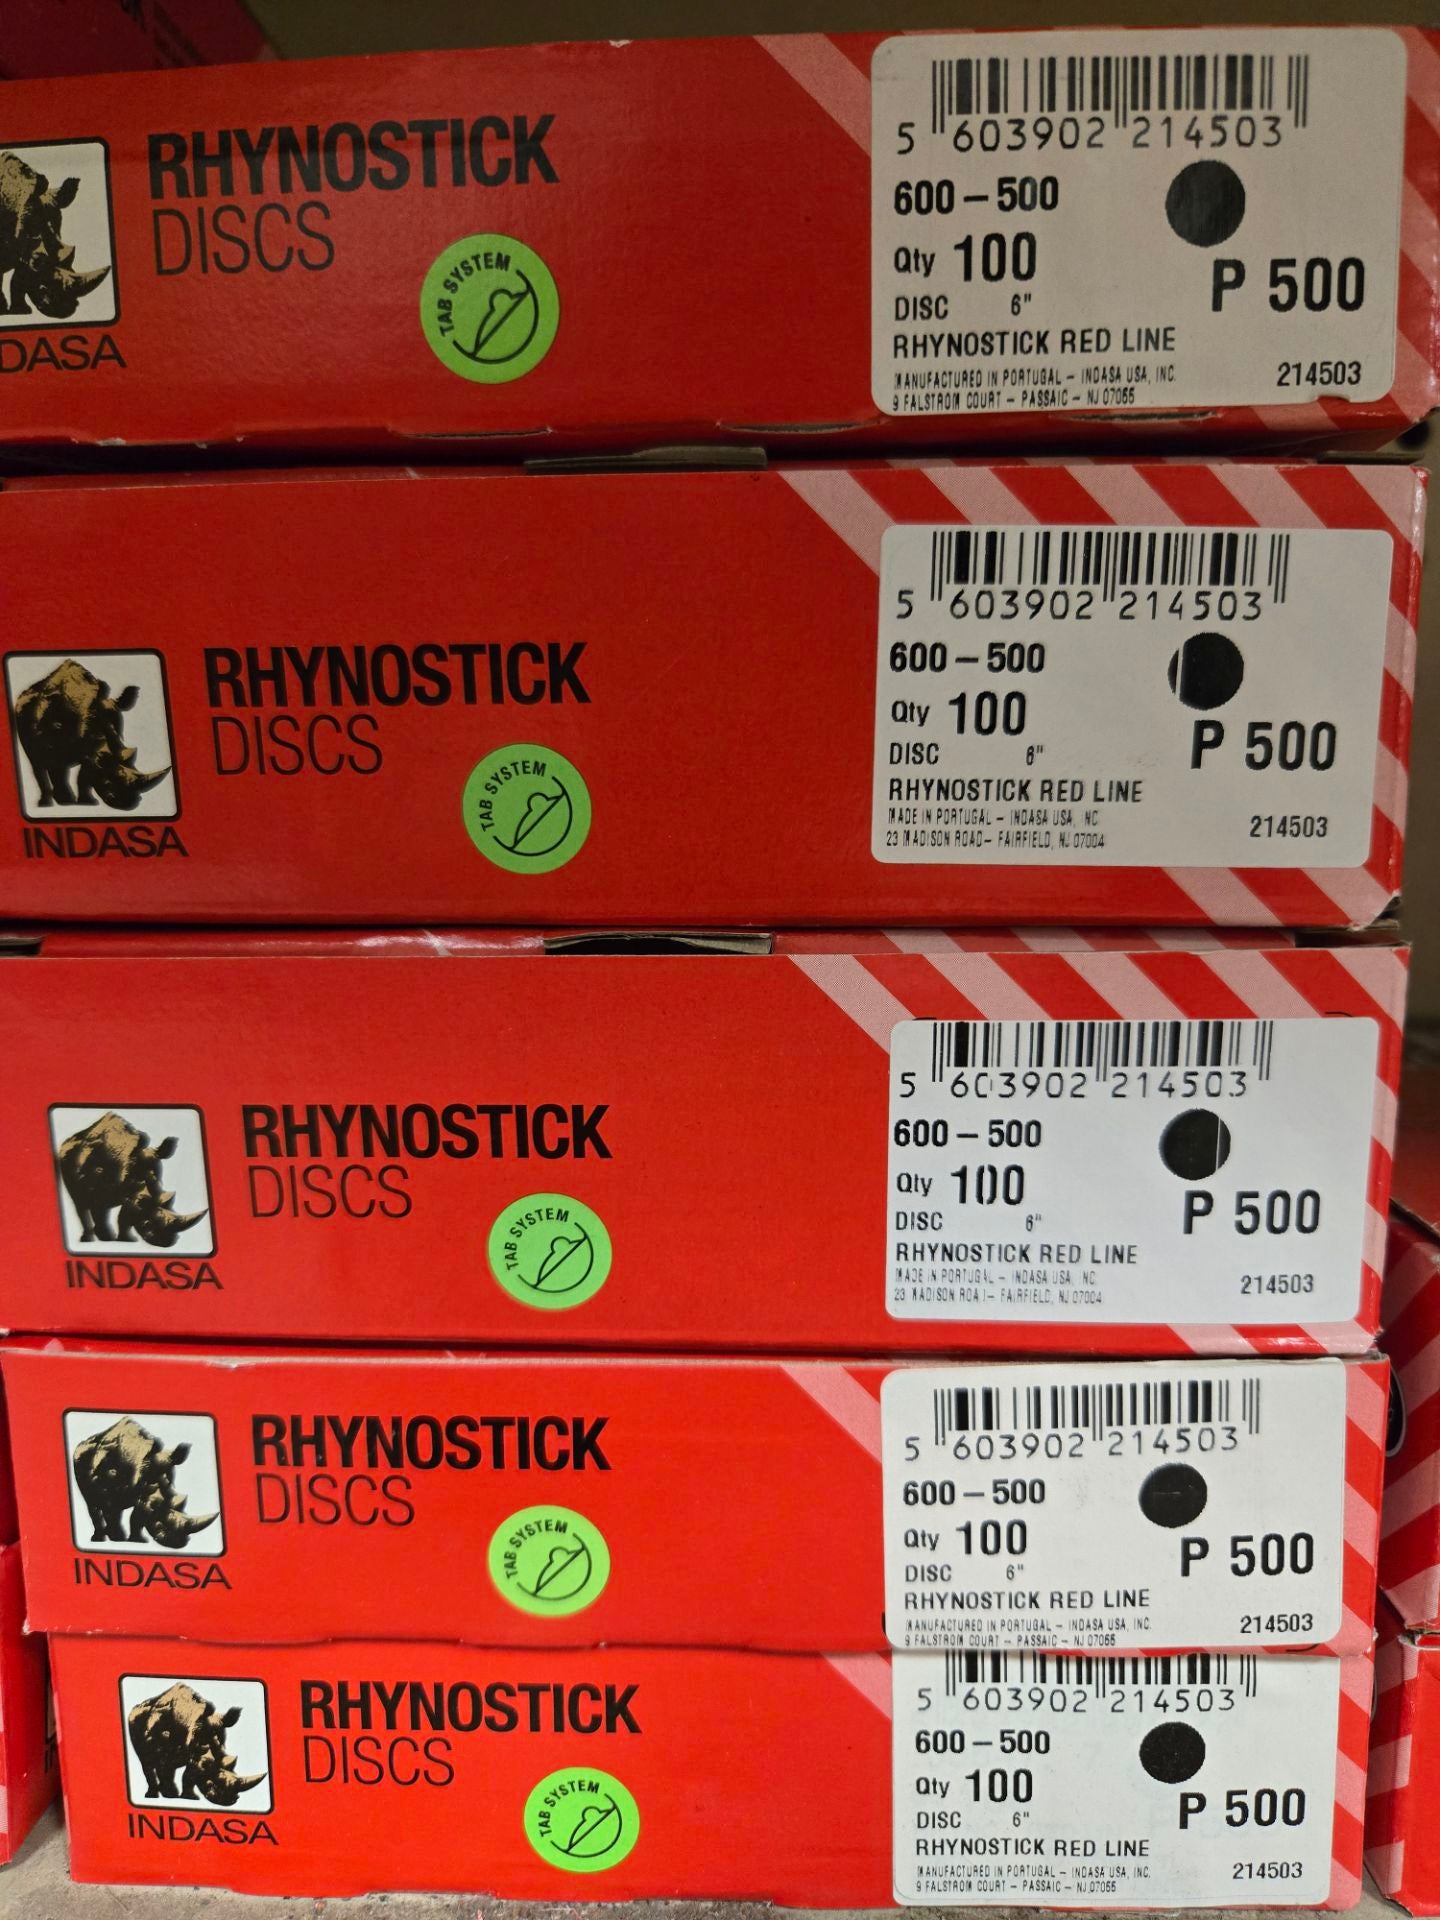 RHYNOSTICK
DISCS
TAB SYSTEM
DASA
5 603902 214503
600 – 500
Qty 100
DISC 6"
P 500
RHYNOSTICK RED LINE
MANUFACTURED IN PORTUGAL – INDASA USA, INC.
9 FALSTROM COURT – PASSAIC – NJ 07055
214503
RHYNOSTICK
DISCS
TAB SYSTEM
INDASA
5 603902 214503
600 – 500
Qty 100
DISC 6"
P 500
RHYNOSTICK RED LINE
MADE IN PORTUGAL – INDASA USA, INC
23 MADISON ROAD– FAIRFIELD, NJ 07004
214503
RHYNOSTICK
DISCS
TAB SYSTEM
INDASA
5 603902 214503
600 – 500
Qty 100
DISC 6"
P 500
RHYNOSTICK RED LINE
MADE IN PORTUGAL – INDASA USA, INC
23 MADISON ROAD– FAIRFIELD, NJ 07004
214503
RHYNOSTICK
DISCS
TAB SYSTEM
INDASA
5 603902 214503
600 – 500
Qty 100
DISC 6"
P 500
RHYNOSTICK RED LINE
MANUFACTURED IN PORTUGAL – INDASA USA, INC.
9 FALSTROM COURT – PASSAIC – NJ 07055
214503
RHYNOSTICK
DISCS
TAB SYSTEM
INDASA
5 603902 214503
600 – 500
Qty 100
DISC 6"
P 500
RHYNOSTICK RED LINE
MANUFACTURED IN PORTUGAL – INDASA USA, INC.
9 FALSTROM COURT – PASSAIC – NJ 07055
214503